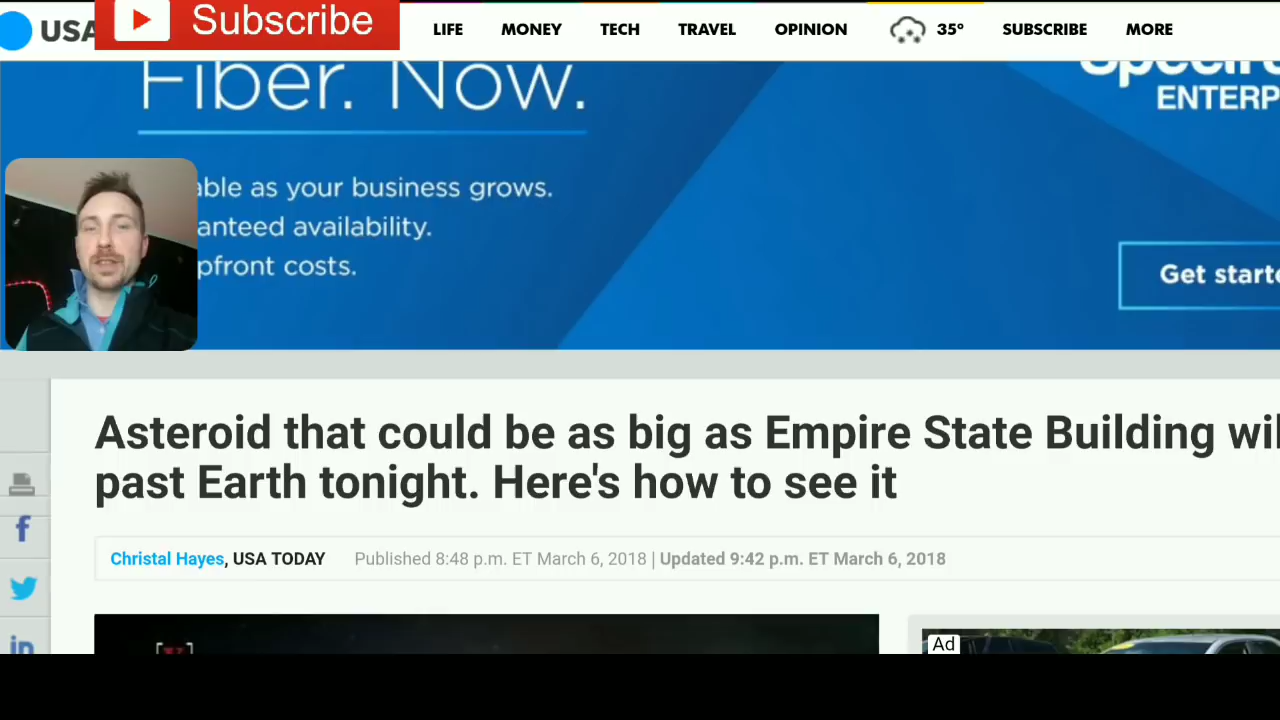 USA
Subscribe
LIFE MONEY TECH TRAVEL OPINION 35° SUBSCRIBE MORE
Fiber. Now.
ENTERP
able as your business grows.
anteed availability.
pfront costs.
Get starte
Asteroid that could be as big as Empire State Building wil
past Earth tonight. Here's how to see it
Christal Hayes, USA TODAY Published 8:48 p.m. ET March 6, 2018 | Updated 9:42 p.m. ET March 6, 2018
f
in
Ad